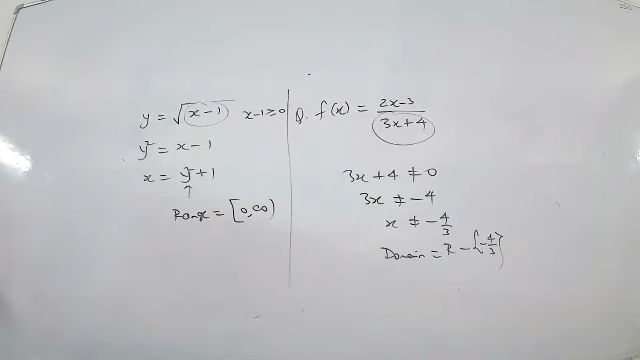 y = √(x-1)  x-1≥0
y² = x-1
x = y²+1
↑
Range = [0,∞)
Q. f(x) = (2x-3)/(3x+4)
3x+4 ≠ 0
3x ≠ -4
x ≠ -4/3
Domain = R - {-4/3}